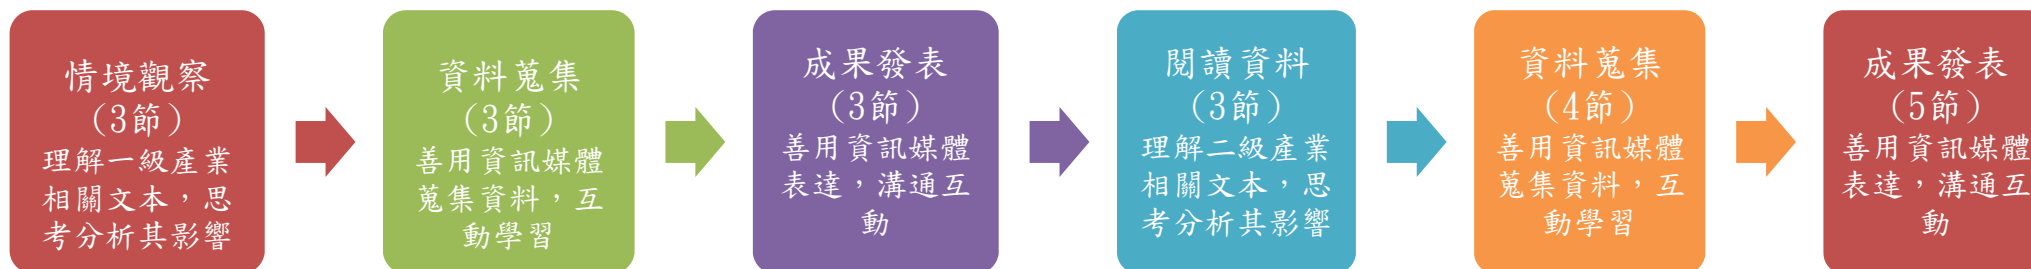 情境觀察
(3節)
理解一級產業
相關文本，思
考分析其影響
資料蒐集
(3節)
善用資訊媒體
蒐集資料，互
動學習
成果發表
(3節)
善用資訊媒體
表達，溝通互
動
閱讀資料
(3節)
理解二級產業
相關文本，思
考分析其影響
資料蒐集
(4節)
善用資訊媒體
蒐集資料，互
動學習
成果發表
(5節)
善用資訊媒體
表達，溝通互
動